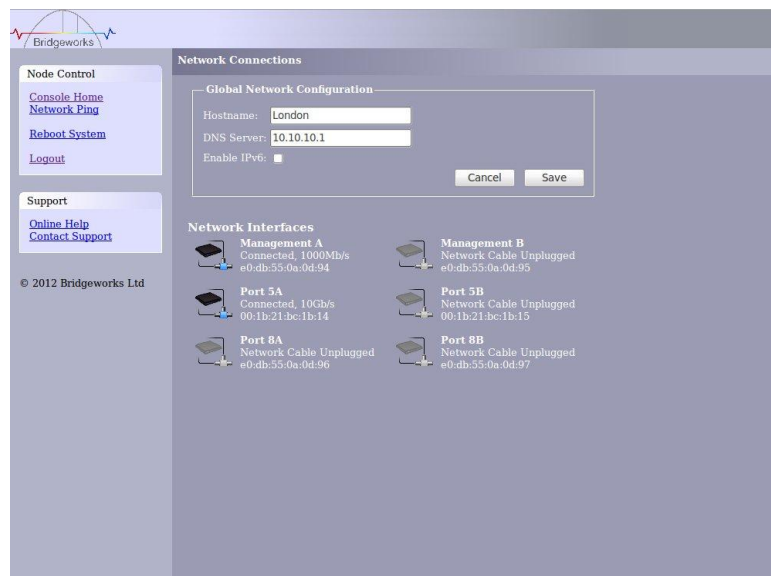 Bridgeworks
Node Control
Console Home
Network Ping
Reboot System
Logout
Support
Online Help
Contact Support
© 2012 Bridgeworks Ltd
Network Connections
Global Network Configuration
Hostname: London
DNS Server: 10.10.10.1
Enable IPv6:
Cancel Save
Network Interfaces
Management A
Connected, 1000Mb/s
e0:db:55:0a:0d:94
Management B
Network Cable Unplugged
e0:db:55:0a:0d:95
Port 5A
Connected, 10Gb/s
00:1b:21:bc:1b:14
Port 5B
Network Cable Unplugged
00:1b:21:bc:1b:15
Port 8A
Network Cable Unplugged
e0:db:55:0a:0d:96
Port 8B
Network Cable Unplugged
e0:db:55:0a:0d:97